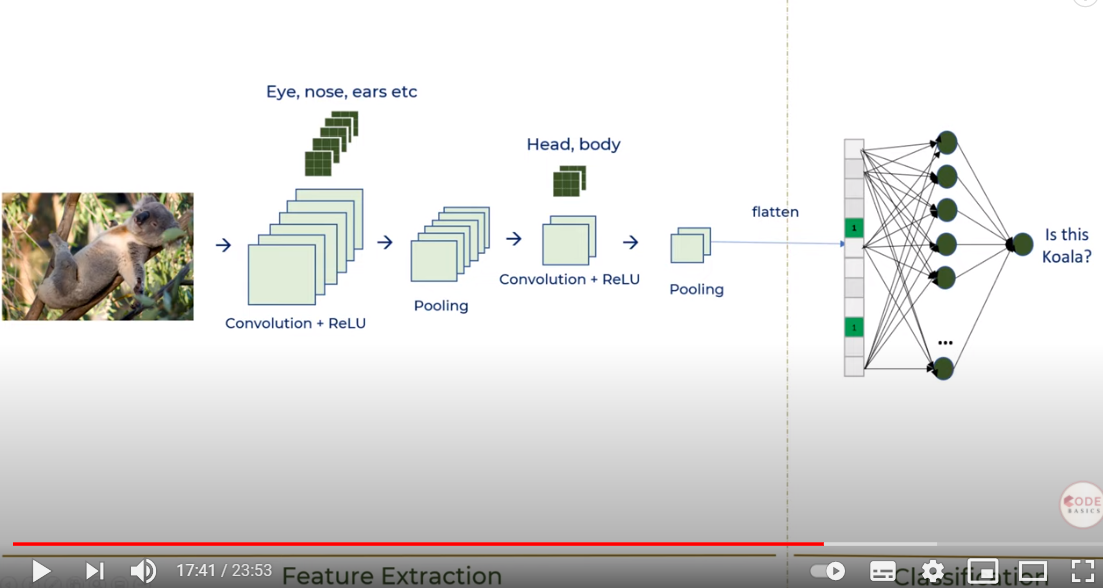 Eye, nose, ears etc
Head, body
flatten
1
Is this
Koala?
Convolution + ReLU
Pooling
Convolution + ReLU
Pooling
1
...
CODE
BASICS
17:41 / 23:53
Feature Extraction
Classification